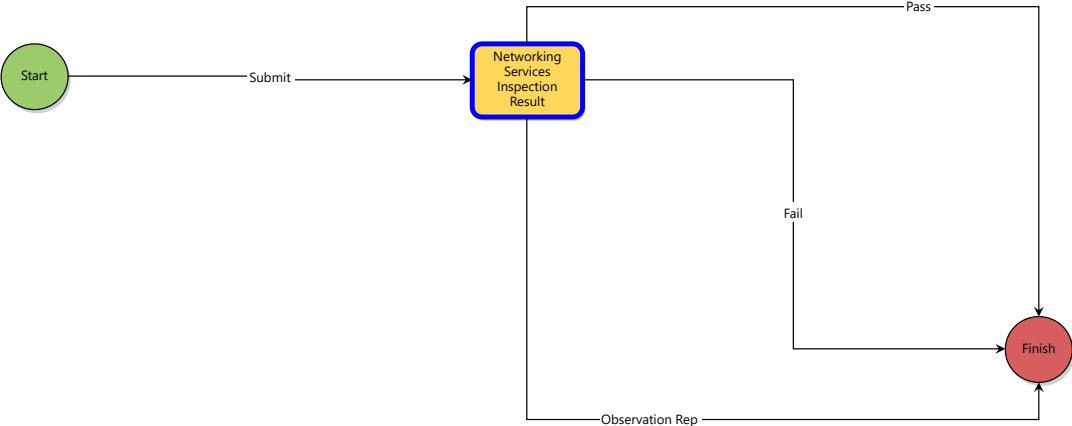 Pass
Start
Submit
Networking
Services
Inspection
Result
Fail
Finish
Observation Rep